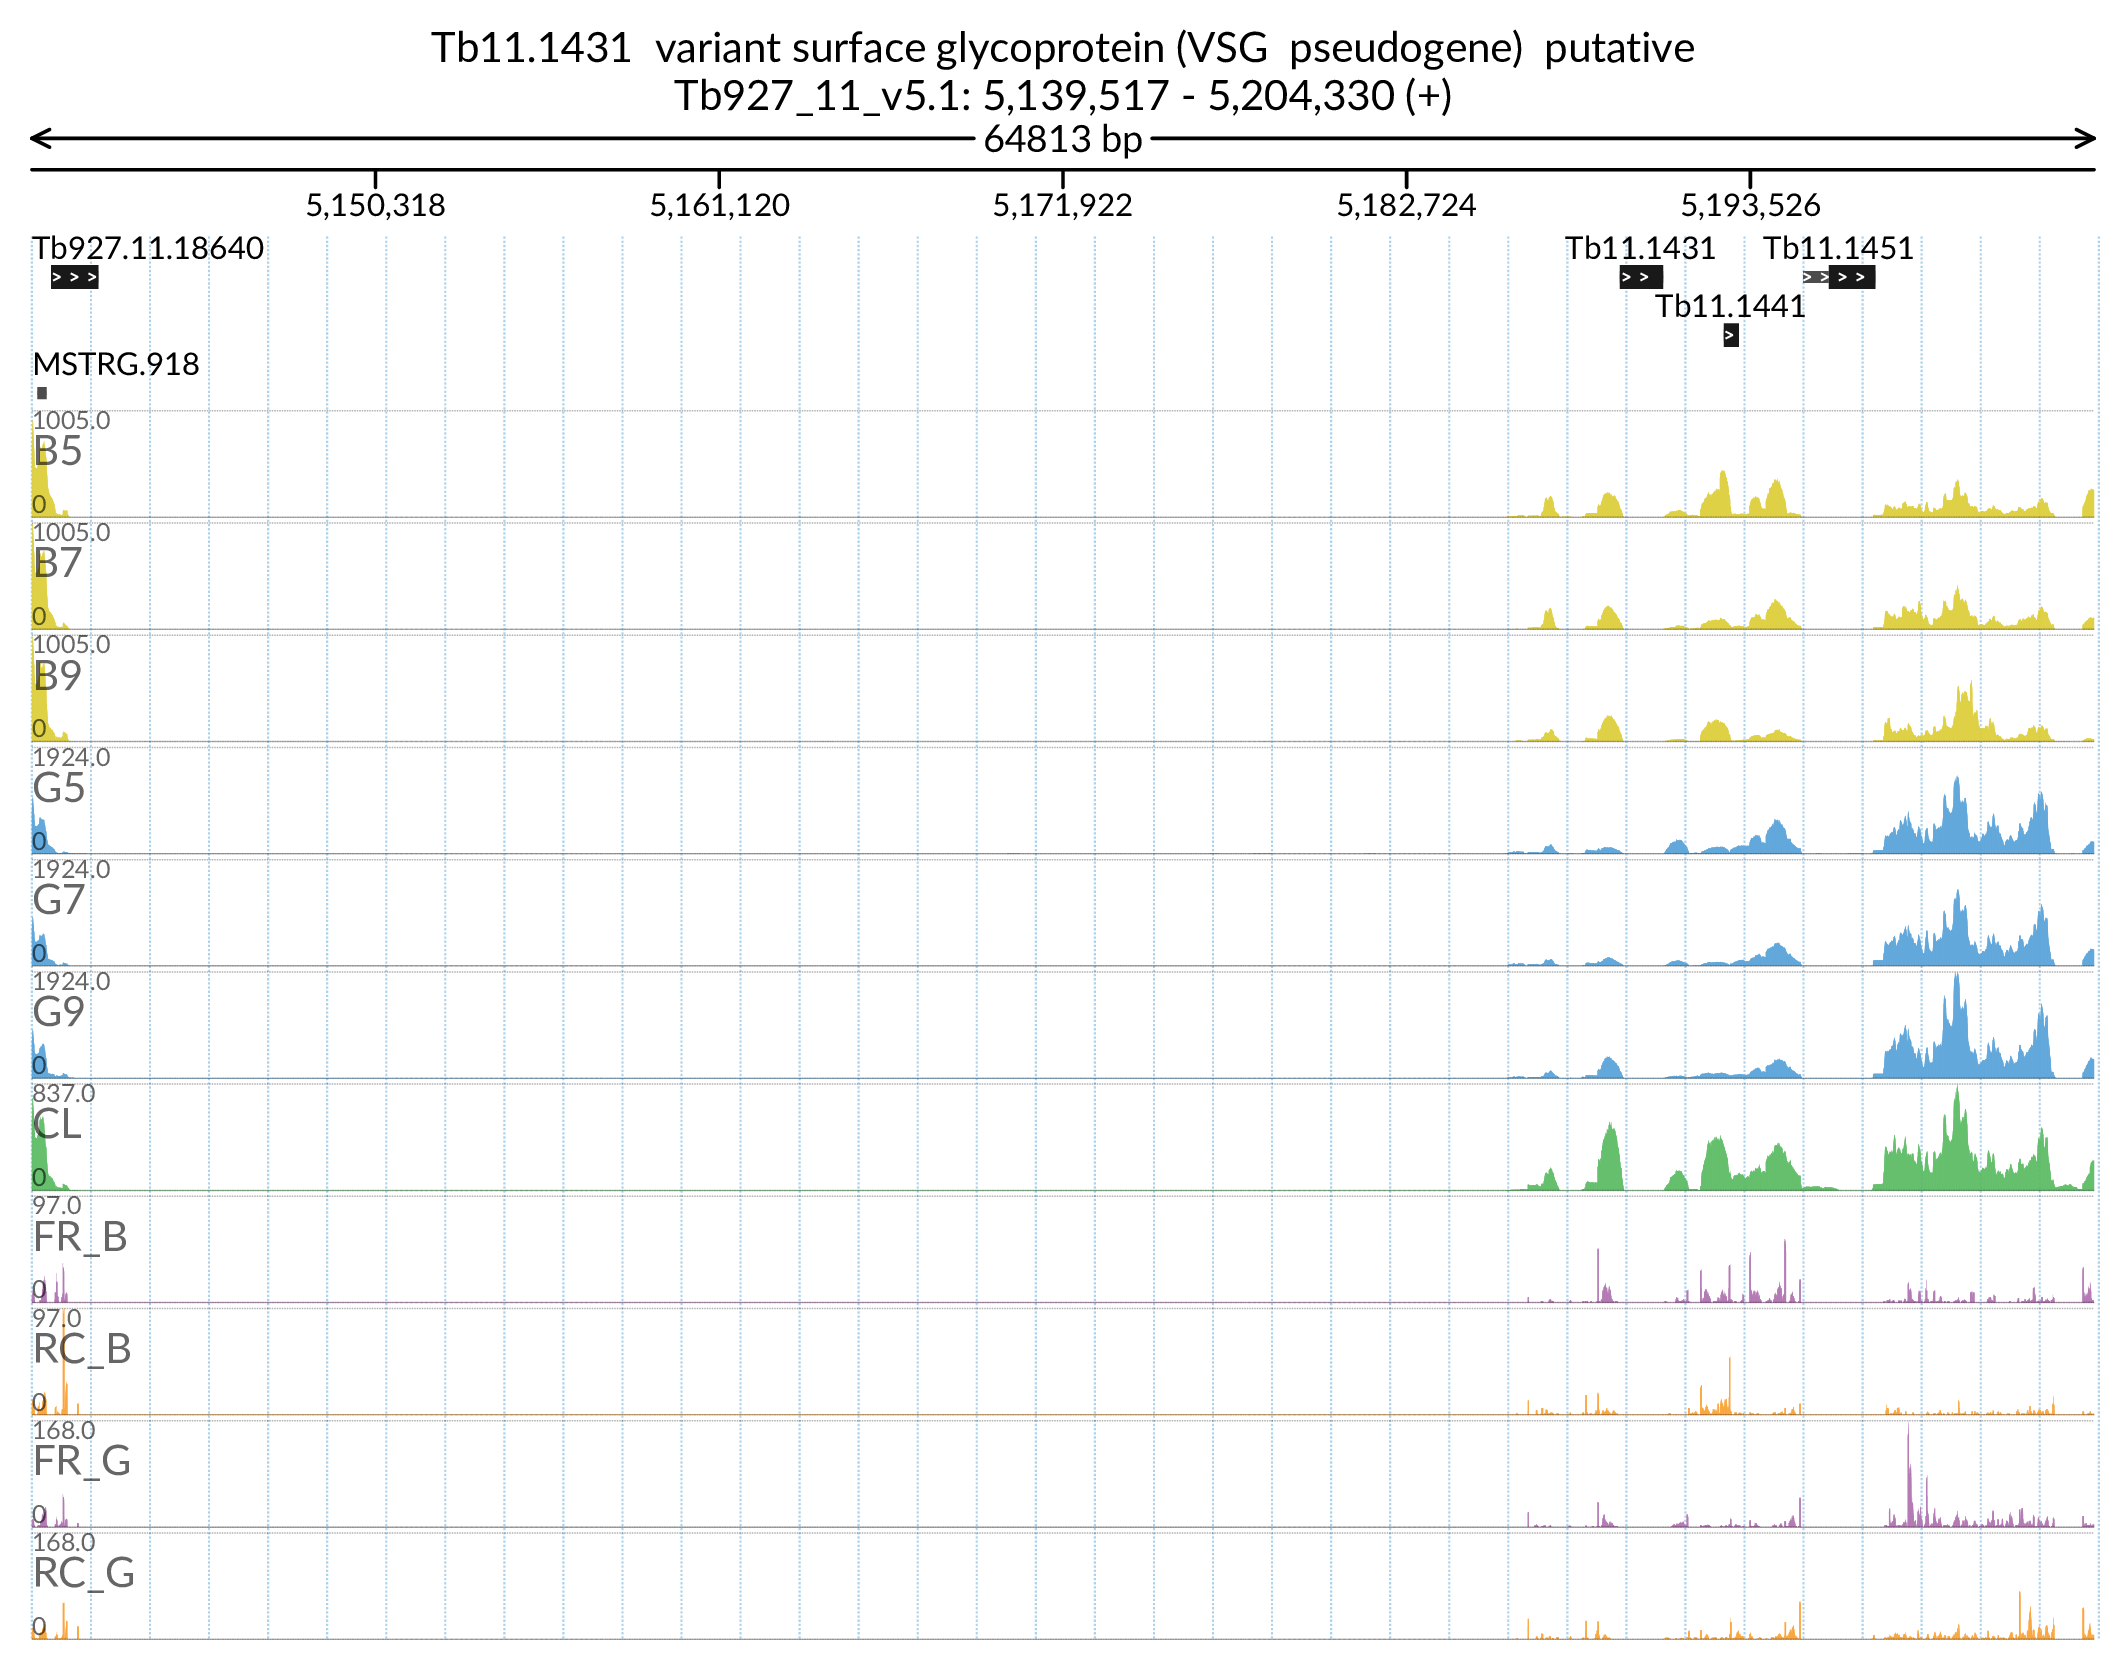 Tb11.1431 variant surface glycoprotein (VSG pseudogene) putative
Tb927_11_v5.1: 5,139,517 - 5,204,330 (+)
64813 bp
5,150,318 5,161,120 5,171,922 5,182,724 5,193,526
Tb927.11.18640 Tb11.1431 Tb11.1451
Tb11.1441
MSTRG.918
1005.0
B5
0
1005.0
B7
0
1005.0
B9
0
1924.0
G5
0
1924.0
G7
0
1924.0
G9
0
837.0
CL
0
97.0
FR_B
0
97.0
RC_B
0
168.0
FR_G
0
168.0
RC_G
0